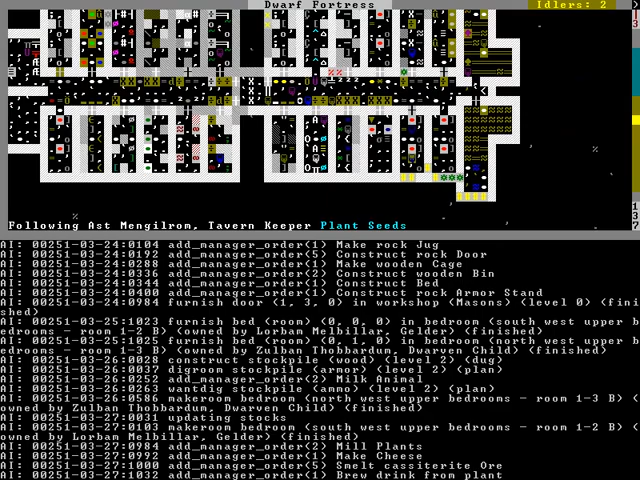 Dwarf Fortress
Idlers: 2
Following Ast Mengilrom, Tavern Keeper Plant Seeds
AI: 00251-03-24:0104 add_manager_order(1) Make rock Jug
AI: 00251-03-24:0192 add_manager_order(5) Construct rock Door
AI: 00251-03-24:0288 add_manager_order(1) Make wooden Cage
AI: 00251-03-24:0336 add_manager_order(2) Construct wooden Bin
AI: 00251-03-24:0344 add_manager_order(1) Construct Bed
AI: 00251-03-24:0400 add_manager_order(1) Construct rock Armor Stand
AI: 00251-03-24:0984 furnish door (1, 3, 0) in workshop (Masons) (level 0) (fini
shed)
AI: 00251-03-25:1023 furnish bed (room) (0, 0, 0) in bedroom (south west upper b
edrooms - room 1-2 B) (owned by Lorbam Melbillar, Gelder) (finished)
AI: 00251-03-25:1025 furnish bed (room) (0, 1, 0) in bedroom (north west upper b
edrooms - room 1-3 B) (owned by Zulban Thobbardum, Dwarven Child) (finished)
AI: 00251-03-26:0028 construct stockpile (wood) (level 2) (dug)
AI: 00251-03-26:0037 digroom stockpile (armor) (level 2) (plan)
AI: 00251-03-26:0252 add_manager_order(2) Milk Animal
AI: 00251-03-26:0263 wantdig stockpile (ammo) (level 2) (plan)
AI: 00251-03-26:0586 makeroom bedroom (north west upper bedrooms - room 1-3 B) (
owned by Zulban Thobbardum, Dwarven Child) (finished)
AI: 00251-03-27:0031 updating stocks
AI: 00251-03-27:0103 makeroom bedroom (south west upper bedrooms - room 1-2 B) (
owned by Lorbam Melbillar, Gelder) (finished)
AI: 00251-03-27:0984 add_manager_order(2) Mill Plants
AI: 00251-03-27:0992 add_manager_order(1) Make Cheese
AI: 00251-03-27:1000 add_manager_order(5) Smelt cassiterite Ore
AI: 00251-03-27:1032 add_manager_order(1) Brew drink from plant